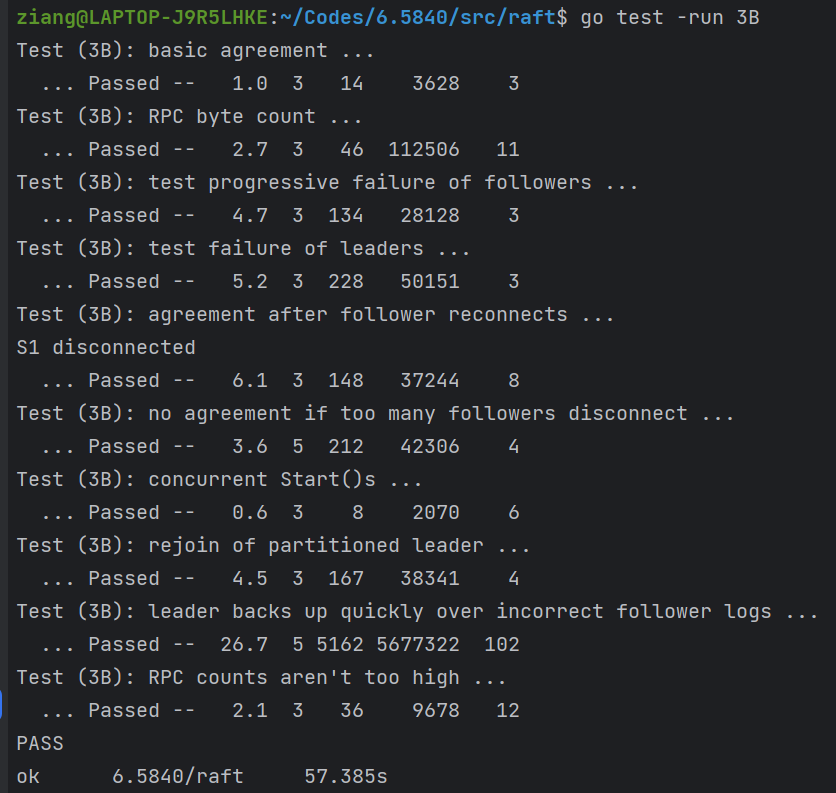 ziang@LAPTOP-J9R5LHKE:~/Codes/6.5840/src/raft$ go test -run 3B
Test (3B): basic agreement ...
  ... Passed --   1.0  3   14    3628    3
Test (3B): RPC byte count ...
  ... Passed --   2.7  3   46  112506   11
Test (3B): test progressive failure of followers ...
  ... Passed --   4.7  3  134   28128    3
Test (3B): test failure of leaders ...
  ... Passed --   5.2  3  228   50151    3
Test (3B): agreement after follower reconnects ...
S1 disconnected
  ... Passed --   6.1  3  148   37244    8
Test (3B): no agreement if too many followers disconnect ...
  ... Passed --   3.6  5  212   42306    4
Test (3B): concurrent Start()s ...
  ... Passed --   0.6  3    8    2070    6
Test (3B): rejoin of partitioned leader ...
  ... Passed --   4.5  3  167   38341    4
Test (3B): leader backs up quickly over incorrect follower logs ...
  ... Passed --  26.7  5 5162 5677322  102
Test (3B): RPC counts aren't too high ...
  ... Passed --   2.1  3   36    9678   12
PASS
ok      6.5840/raft     57.385s